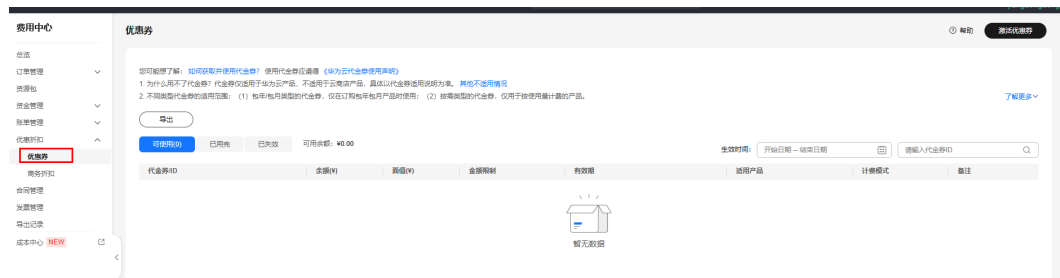 费用中心
优惠券
帮助
激活优惠券
总览
订单管理
资源包
资金管理
账单管理
优惠折扣
优惠券
商务折扣
合同管理
发票管理
导出记录
成本中心 NEW
您可能想了解： 如何获取并使用代金券？ 使用代金券应遵循 《华为云代金券使用声明》
1. 为什么用不了代金券？代金券仅适用于华为云产品，不适用于云商店产品，具体以代金券适用说明为准。 其他不适用情况
2. 不同类型代金券的适用范围：（1）包年/包月类型的代金券，仅在订购包年包月产品时使用；（2）按需类型的代金券，仅用于按使用量计费的产品。
了解更多
导出
可使用(0) 已用完 已失效 可用余额：¥0.00
生效时间： 开始日期 – 结束日期 请输入代金券ID
代金券ID 余额(¥) 面值(¥) 金额限制 有效期 适用产品 计费模式 备注
暂无数据